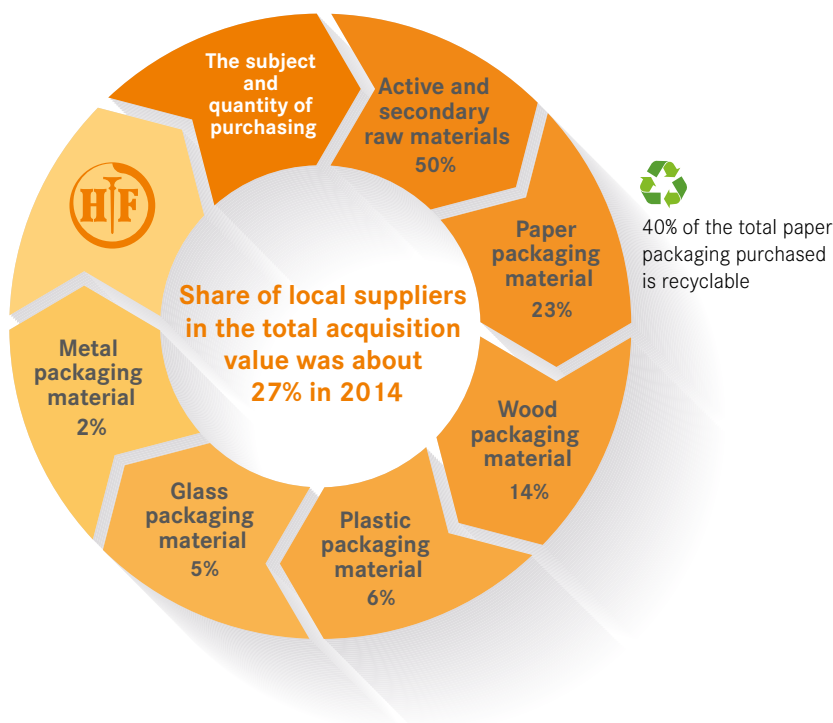 The subject
and
quantity of
purchasing
Active and
secondary
raw materials
50%
Paper
packaging
material
23%
40% of the total paper
packaging purchased
is recyclable
Wood
packaging
material
14%
Plastic
packaging
material
6%
Glass
packaging
material
5%
Metal
packaging
material
2%
HF
Share of local suppliers
in the total acquisition
value was about
27% in 2014